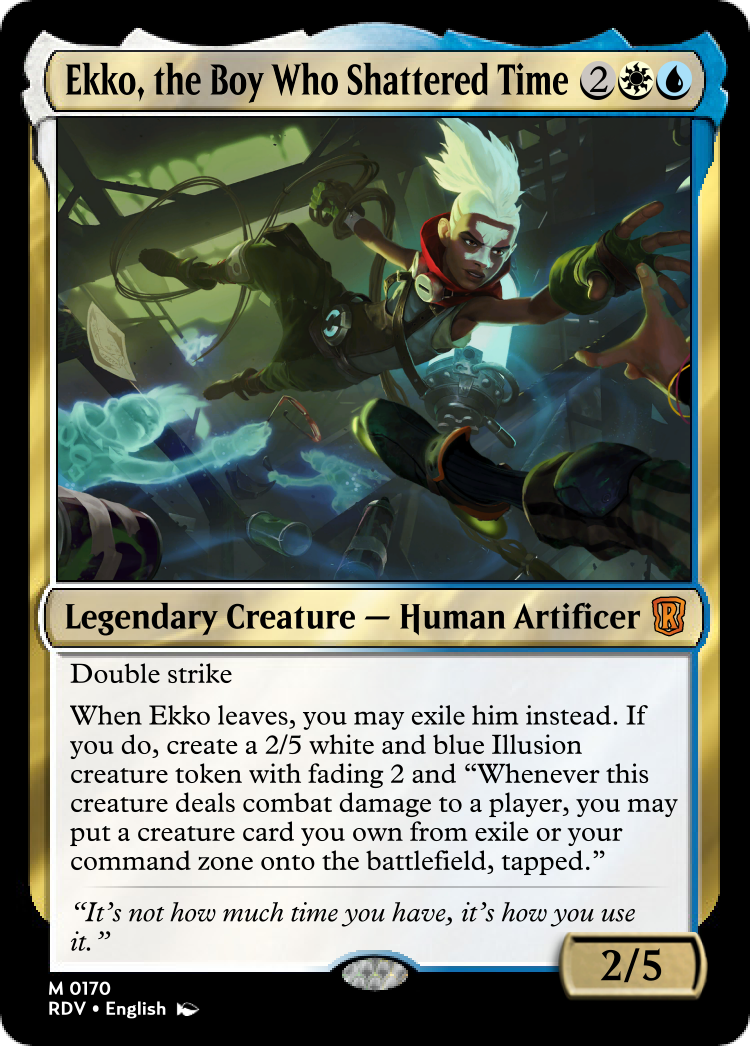 Ekko, the Boy Who Shattered Time 2
Legendary Creature — Human Artificer R
Double strike
When Ekko leaves, you may exile him instead. If
you do, create a 2/5 white and blue Illusion
creature token with fading 2 and “Whenever this
creature deals combat damage to a player, you may
put a creature card you own from exile or your
command zone onto the battlefield, tapped.”
“It’s not how much time you have, it’s how you use
it.”
2/5
M 0170
RDV • English